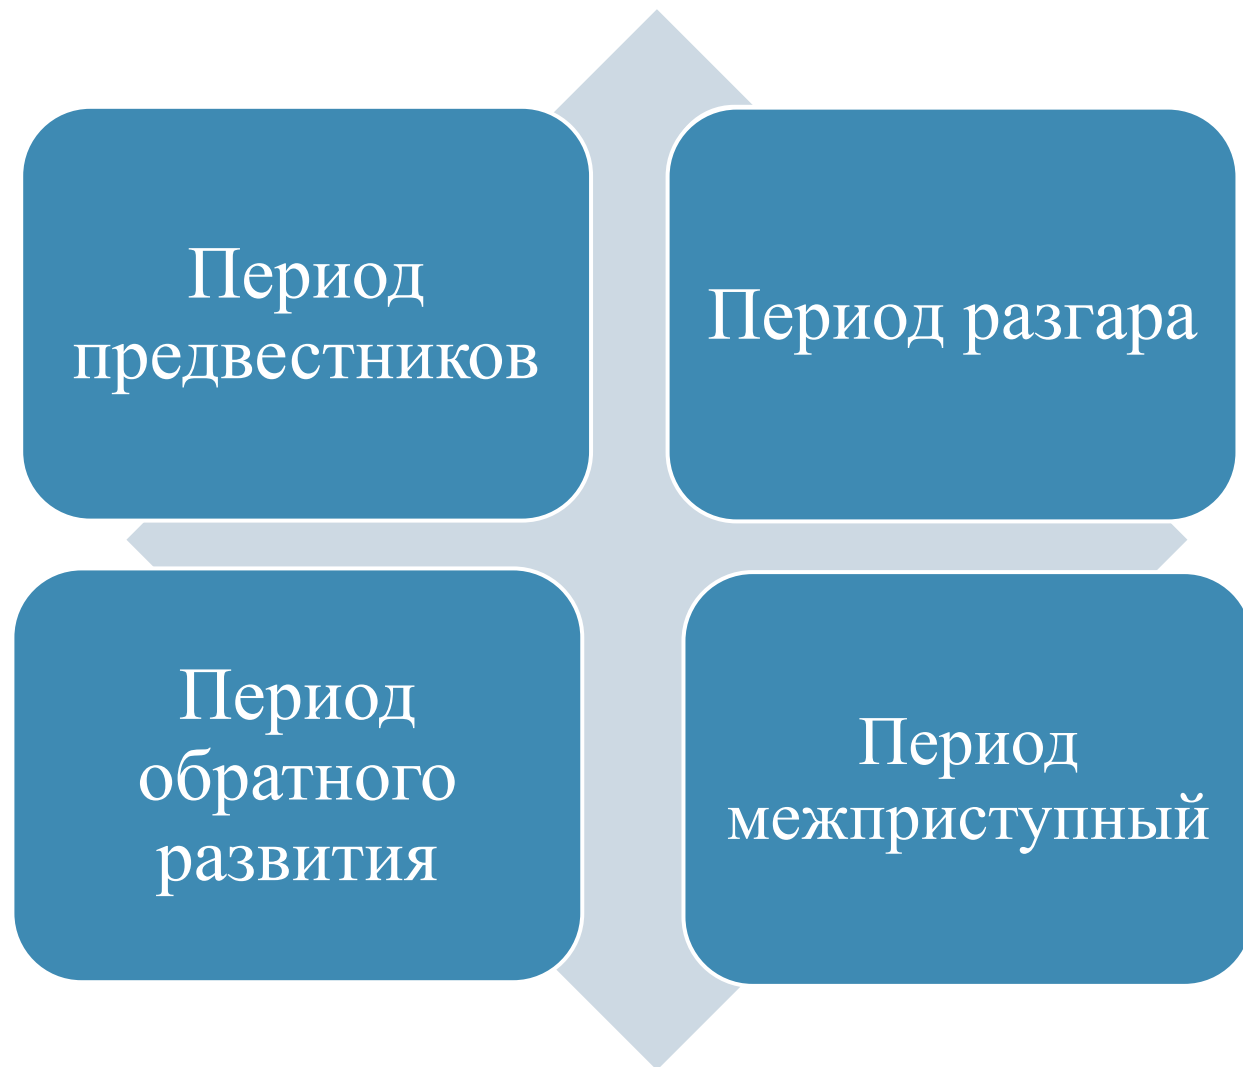 Период
предвестников
Период разгара
Период
обратного
развития
Период
межприступный